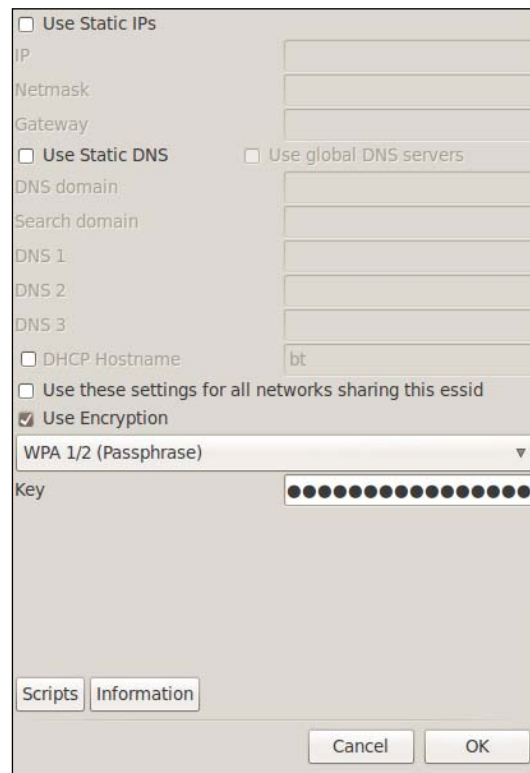 Use Static IPs
IP
Netmask
Gateway
Use Static DNS Use global DNS servers
DNS domain
Search domain
DNS 1
DNS 2
DNS 3
DHCP Hostname bt
Use these settings for all networks sharing this essid
Use Encryption
WPA 1/2 (Passphrase)
Key
Scripts Information
Cancel OK